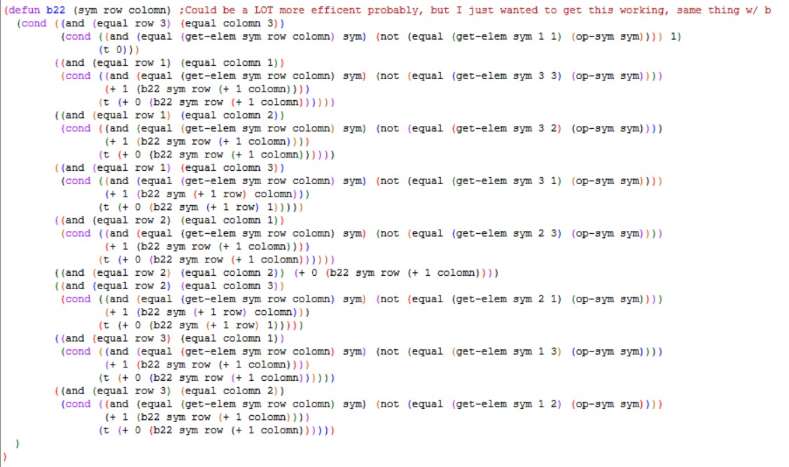 (defun b22 (sym row colomn) ;Could be a LOT more efficent probably, but I just wanted to get this working, same thing w/ b
(cond ((and (equal row 3) (equal colomn 3))
(cond ((and (equal (get-elem sym row colomn) sym) (not (equal (get-elem sym 1 1) (op-sym sym)))) 1)
(t 0)))
((and (equal row 1) (equal colomn 1))
(cond ((and (equal (get-elem sym row colomn) sym) (not (equal (get-elem sym 3 3) (op-sym sym))))
(+ 1 (b22 sym row (+ 1 colomn))))
(t (+ 0 (b22 sym row (+ 1 colomn))))))
((and (equal row 1) (equal colomn 2))
(cond ((and (equal (get-elem sym row colomn) sym) (not (equal (get-elem sym 3 2) (op-sym sym))))
(+ 1 (b22 sym row (+ 1 colomn))))
(t (+ 0 (b22 sym row (+ 1 colomn))))))
((and (equal row 1) (equal colomn 3))
(cond ((and (equal (get-elem sym row colomn) sym) (not (equal (get-elem sym 3 1) (op-sym sym))))
(+ 1 (b22 sym (+ 1 row) colomn)))
(t (+ 0 (b22 sym (+ 1 row) 1)))))
((and (equal row 2) (equal colomn 1))
(cond ((and (equal (get-elem sym row colomn) sym) (not (equal (get-elem sym 2 3) (op-sym sym))))
(+ 1 (b22 sym row (+ 1 colomn))))
(t (+ 0 (b22 sym row (+ 1 colomn))))))
((and (equal row 2) (equal colomn 2)) (+ 0 (b22 sym row (+ 1 colomn))))
((and (equal row 2) (equal colomn 3))
(cond ((and (equal (get-elem sym row colomn) sym) (not (equal (get-elem sym 2 1) (op-sym sym))))
(+ 1 (b22 sym (+ 1 row) colomn)))
(t (+ 0 (b22 sym (+ 1 row) 1)))))
((and (equal row 3) (equal colomn 1))
(cond ((and (equal (get-elem sym row colomn) sym) (not (equal (get-elem sym 1 3) (op-sym sym))))
(+ 1 (b22 sym row (+ 1 colomn))))
(t (+ 0 (b22 sym row (+ 1 colomn))))))
((and (equal row 3) (equal colomn 2))
(cond ((and (equal (get-elem sym row colomn) sym) (not (equal (get-elem sym 1 2) (op-sym sym))))
(+ 1 (b22 sym row (+ 1 colomn))))
(t (+ 0 (b22 sym row (+ 1 colomn))))))
)
)